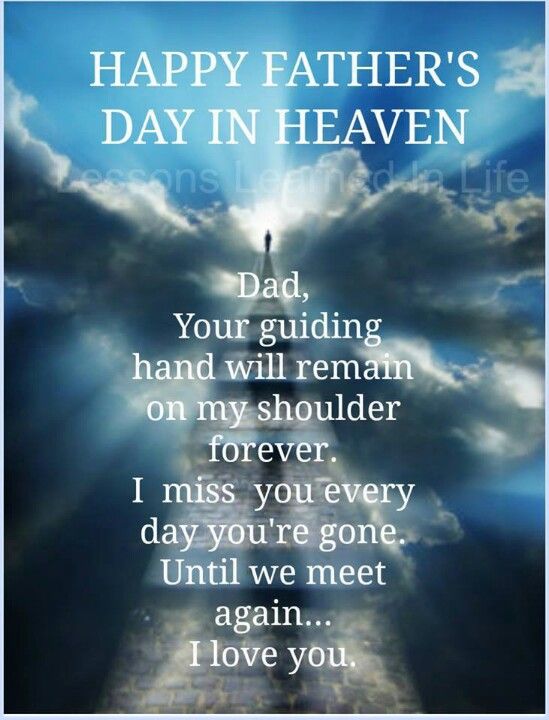 HAPPY FATHER'S
DAY IN HEAVEN
Lessons Learned In Life
Dad,
Your guiding
hand will remain
on my shoulder
forever.
I miss you every
day you're gone.
Until we meet
again...
I love you.